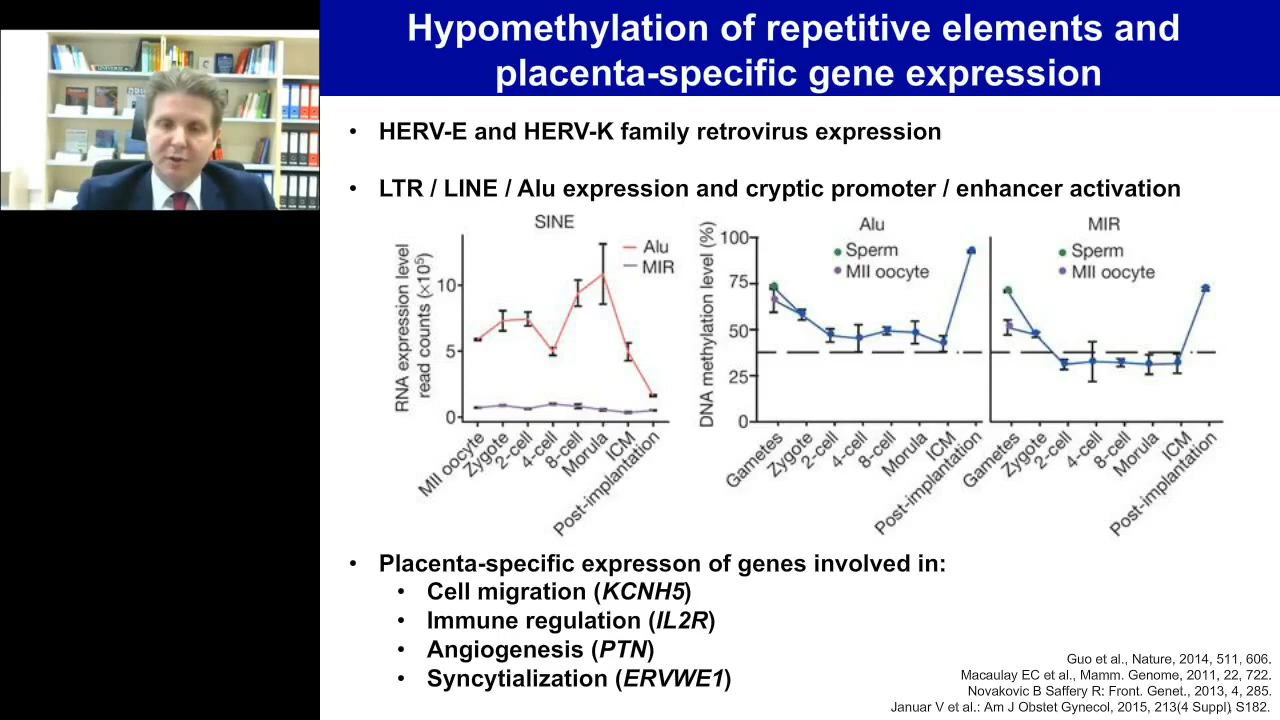 Hypomethylation of repetitive elements and
placenta-specific gene expression
• HERV-E and HERV-K family retrovirus expression
• LTR / LINE / Alu expression and cryptic promoter / enhancer activation
SINE
Alu
MIR
RNA expression level
read counts (×10⁵)
10
5
0
MII oocyte
Zygote
2-cell
4-cell
8-cell
Morula
ICM
Post-implantation
Alu
Sperm
MII oocyte
DNA methylation level (%)
100
75
50
25
0
Gametes
Zygote
2-cell
4-cell
8-cell
Morula
ICM
Post-implantation
MIR
Sperm
MII oocyte
Gametes
Zygote
2-cell
4-cell
8-cell
Morula
ICM
Post-implantation
• Placenta-specific expresson of genes involved in:
• Cell migration (KCNH5)
• Immune regulation (IL2R)
• Angiogenesis (PTN)
• Syncytialization (ERVWE1)
Guo et al., Nature, 2014, 511, 606.
Macaulay EC et al., Mamm. Genome, 2011, 22, 722.
Novakovic B Saffery R: Front. Genet., 2013, 4, 285.
Januar V et al.: Am J Obstet Gynecol, 2015, 213(4 Suppl), S182.